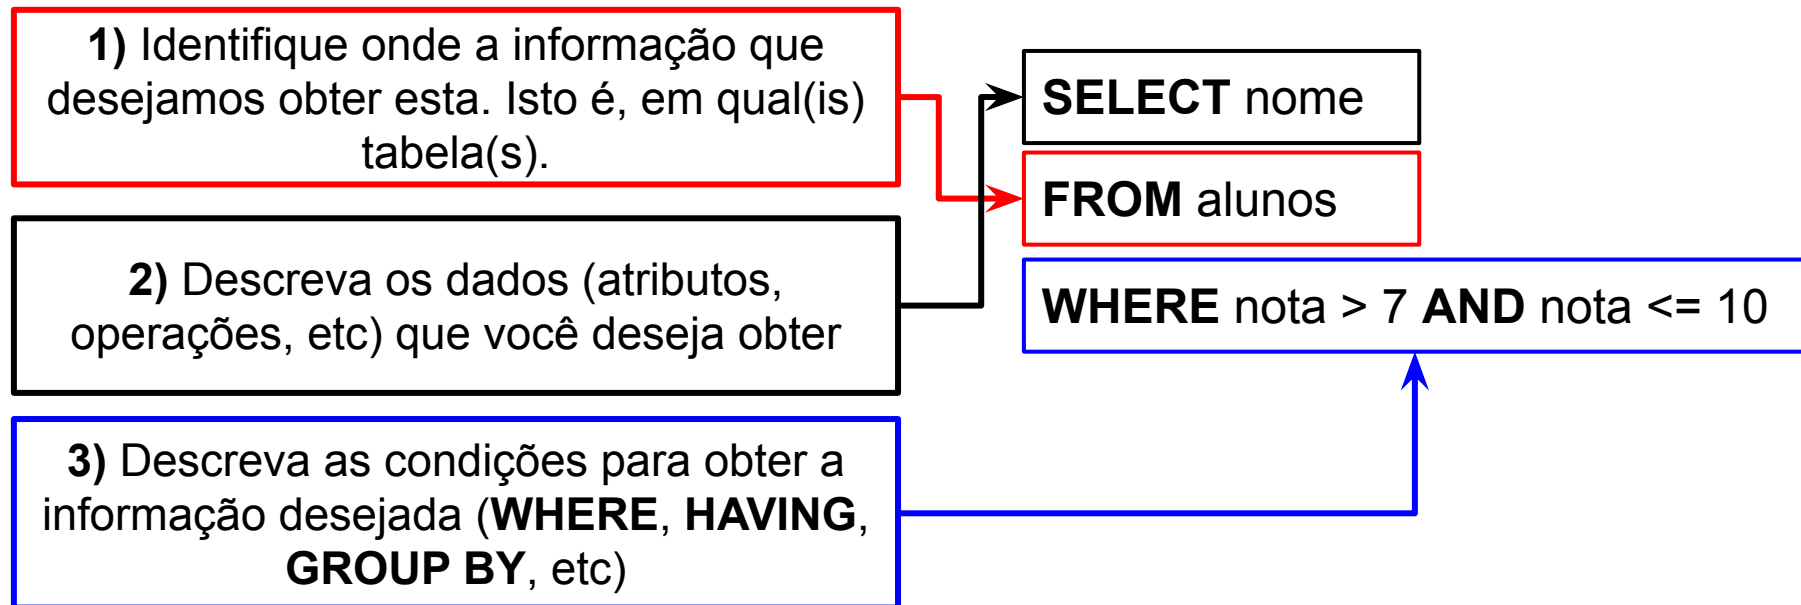 1) Identifique onde a informação que
desejamos obter esta. Isto é, em qual(is)
tabela(s).
2) Descreva os dados (atributos,
operações, etc) que você deseja obter
3) Descreva as condições para obter a
informação desejada (WHERE, HAVING,
GROUP BY, etc)
SELECT nome
FROM alunos
WHERE nota > 7 AND nota <= 10